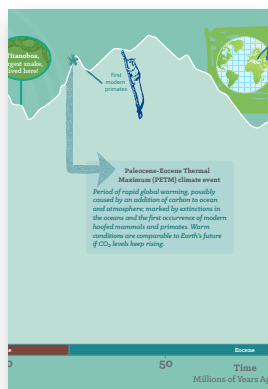 Titanoboa,
largest snake,
lived here!
First
modern
primates
Paleocene-Eocene Thermal
Maximum (PETM) climate event
Period of rapid global warming, possibly
caused by an addition of carbon to ocean
and atmosphere; marked by extinctions in
the oceans and the first occurrence of modern
hoofed mammals and primates. Warm
conditions are comparable to Earth's future
if CO₂ levels keep rising.
Eocene
50
Time
Millions of Years